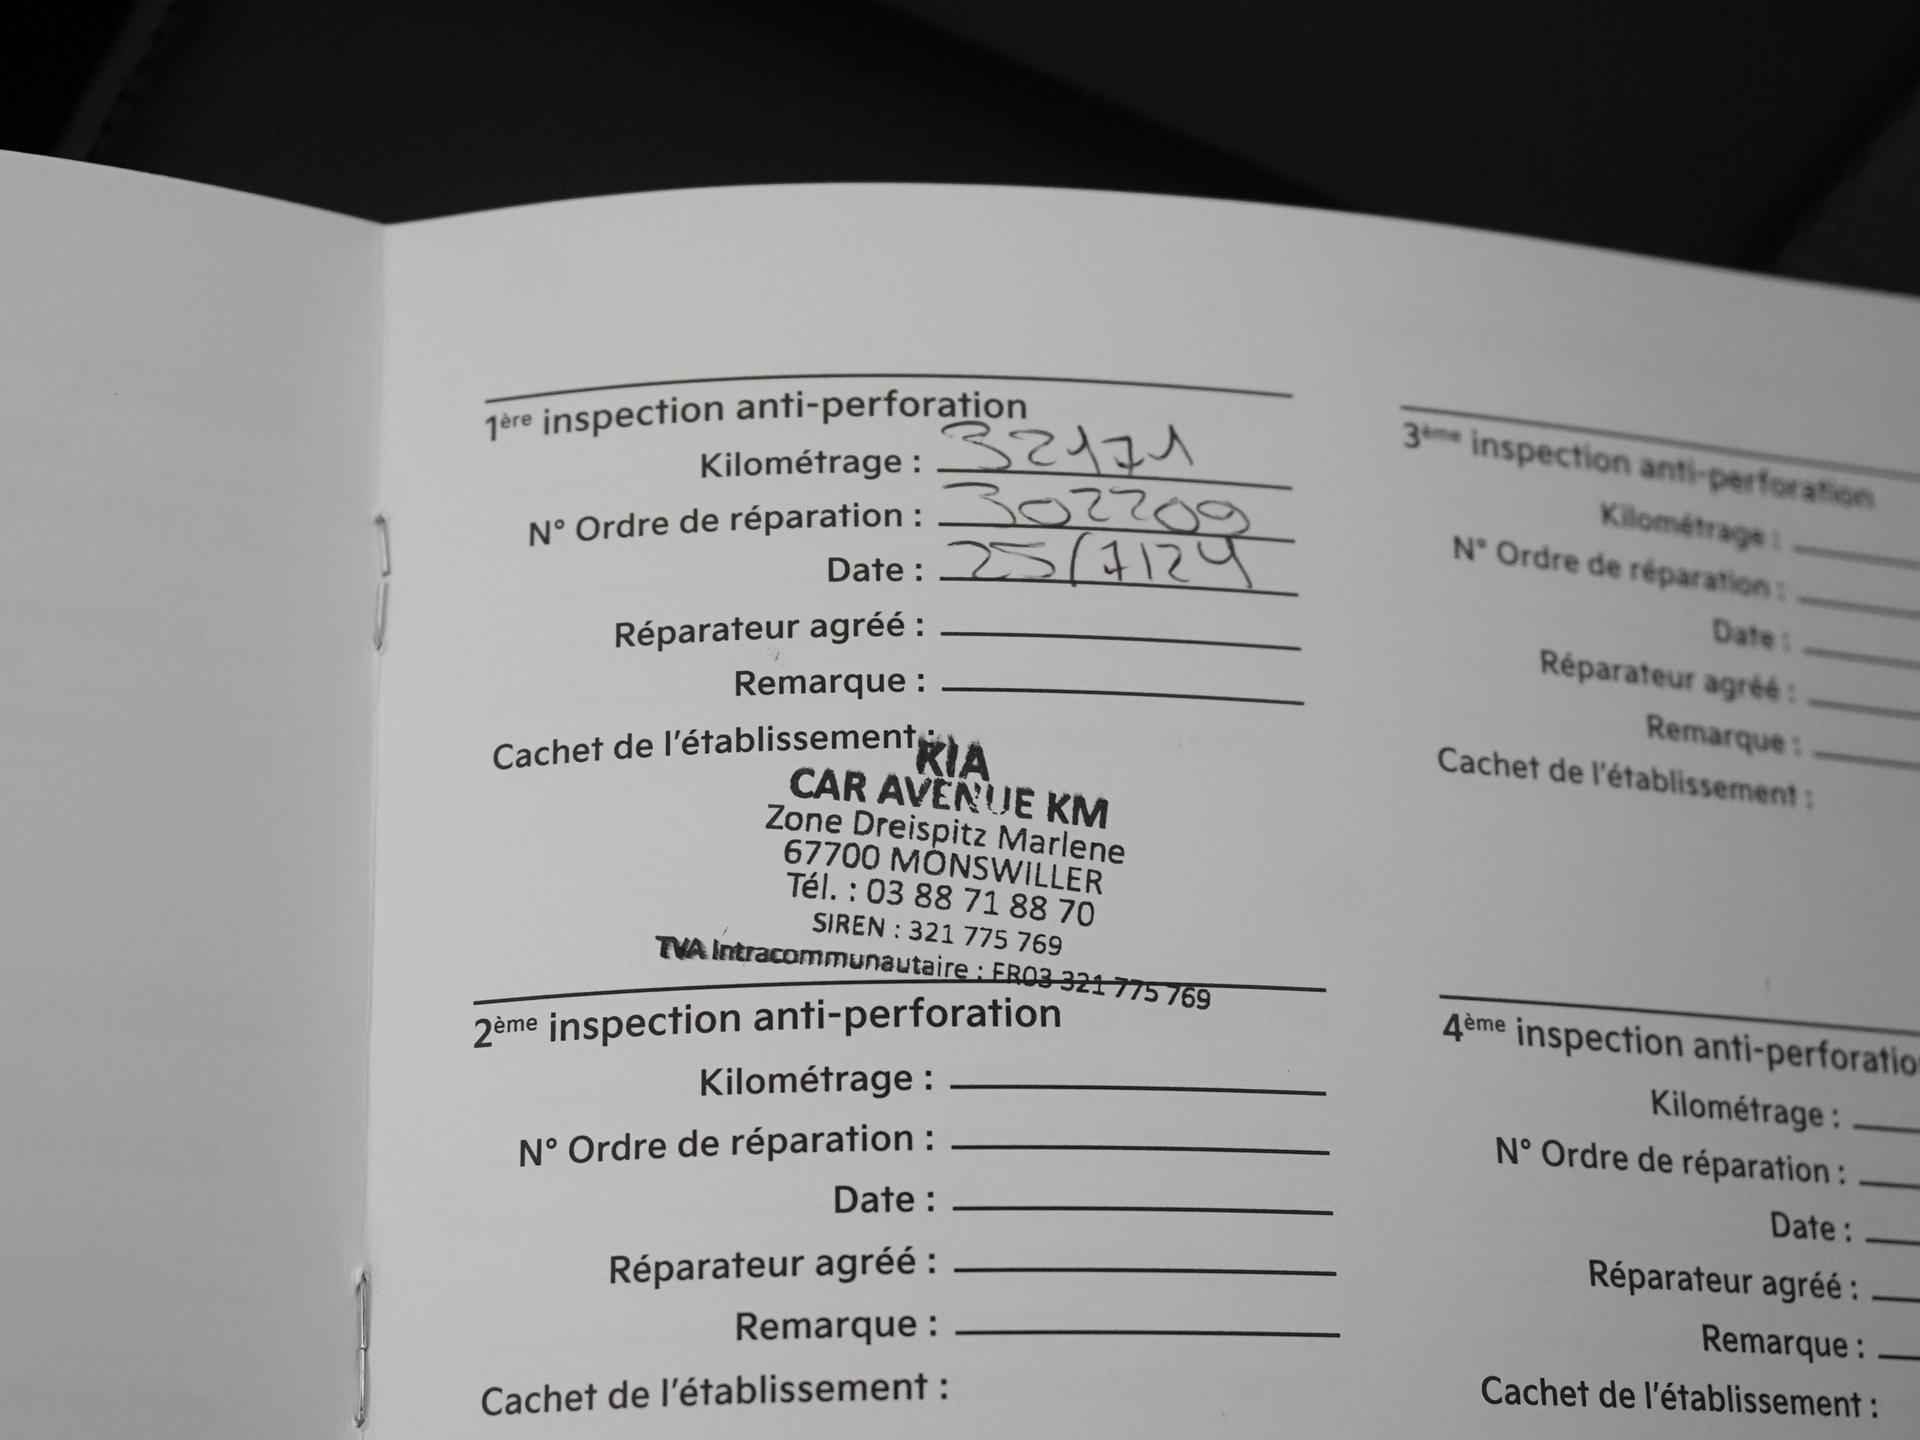 1ère inspection anti-perforation
Kilométrage : 32171
N° Ordre de réparation : 302209
Date : 25/7/24
Réparateur agréé :
Remarque :
Cachet de l'établissement :
KIA
CAR AVENUE KM
Zone Dreispitz Marlene
67700 MONSWILLER
Tél. : 03 88 71 88 70
SIREN : 321 775 769
TVA Intracommunautaire : FR03 321 775 769
2ème inspection anti-perforation
Kilométrage :
N° Ordre de réparation :
Date :
Réparateur agréé :
Remarque :
Cachet de l'établissement :
3ème inspection anti-perforation
Kilométrage :
N° Ordre de réparation :
Date :
Réparateur agréé :
Remarque :
Cachet de l'établissement :
4ème inspection anti-perforatio
Kilométrage :
N° Ordre de réparation :
Date :
Réparateur agréé :
Remarque :
Cachet de l'établissement :